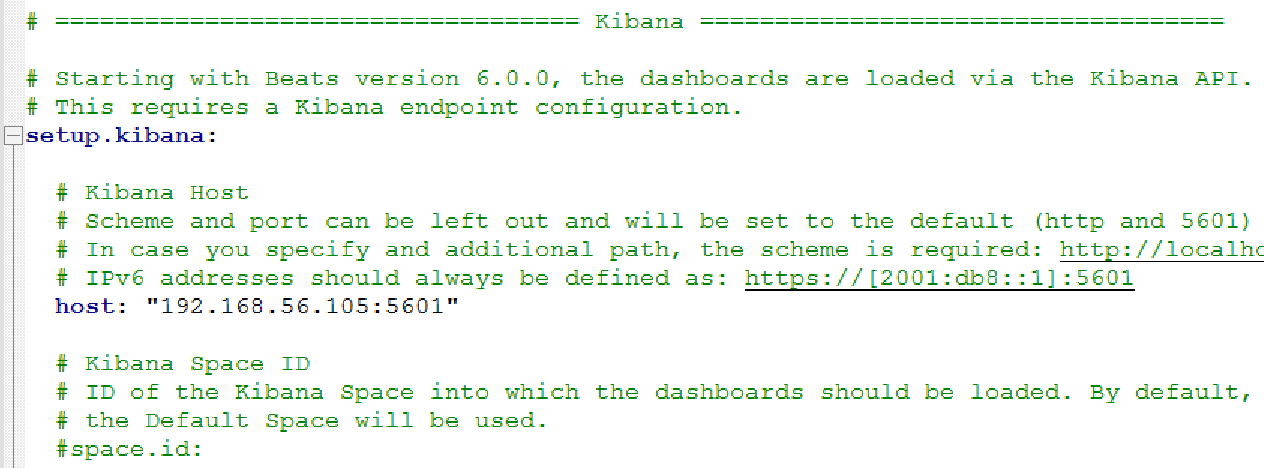 # =================================== Kibana ===================================
# Starting with Beats version 6.0.0, the dashboards are loaded via the Kibana API.
# This requires a Kibana endpoint configuration.
setup.kibana:
# Kibana Host
# Scheme and port can be left out and will be set to the default (http and 5601)
# In case you specify and additional path, the scheme is required: http://localho
# IPv6 addresses should always be defined as: https://[2001:db8::1]:5601
host: "192.168.56.105:5601"
# Kibana Space ID
# ID of the Kibana Space into which the dashboards should be loaded. By default,
# the Default Space will be used.
#space.id: